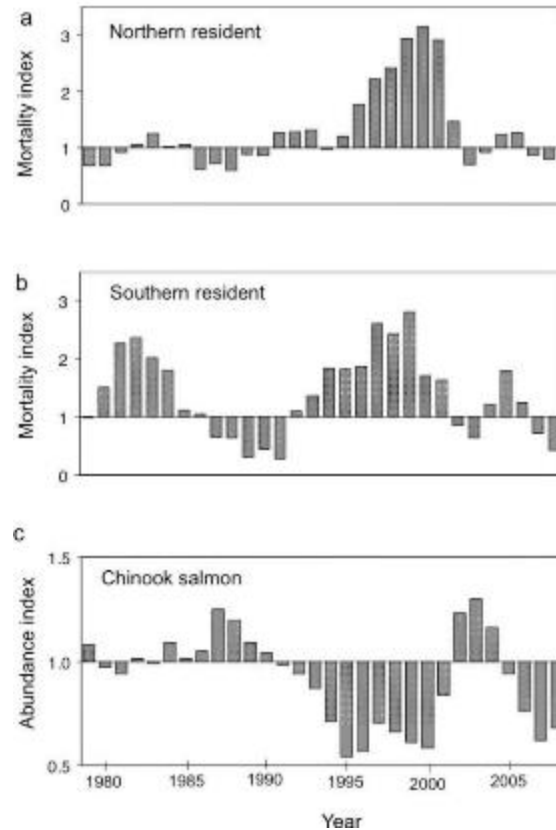 a
Northern resident
Mortality index
3
2
1
0
b
Southern resident
Mortality index
3
2
1
0
c
Chinook salmon
Abundance index
1.5
1.0
0.5
1980 1985 1990 1995 2000 2005
Year